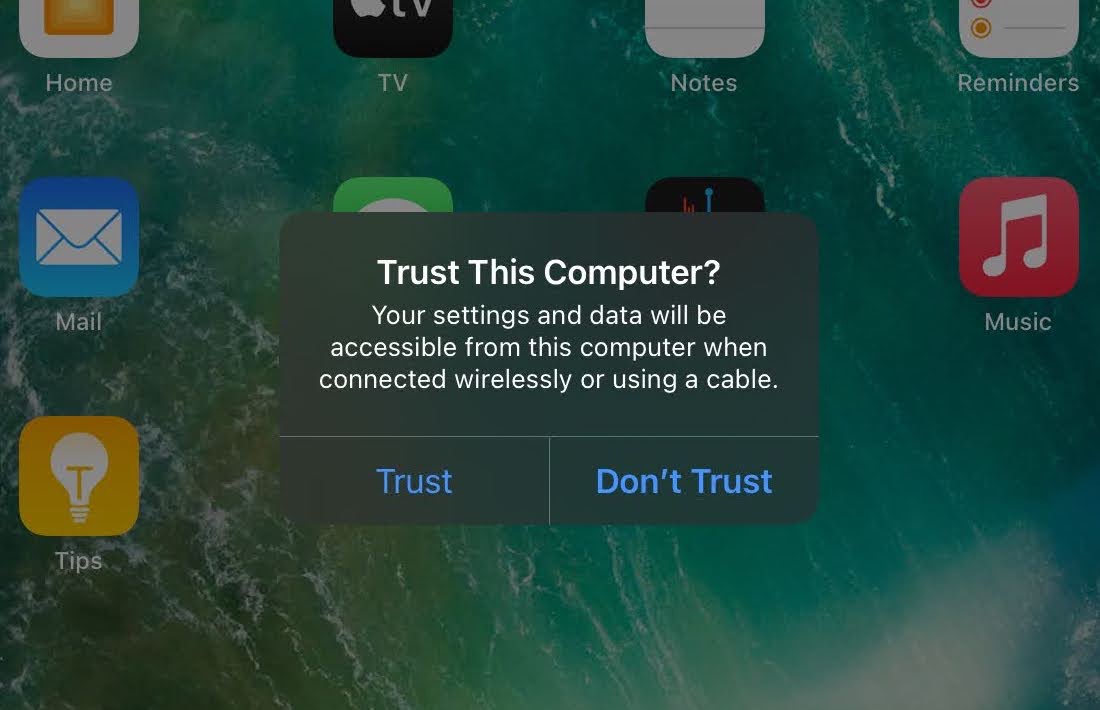 tv
Home
TV
Notes
Reminders
Mail
Music
Trust This Computer?
Your settings and data will be
accessible from this computer when
connected wirelessly or using a cable.
Trust
Don’t Trust
Tips